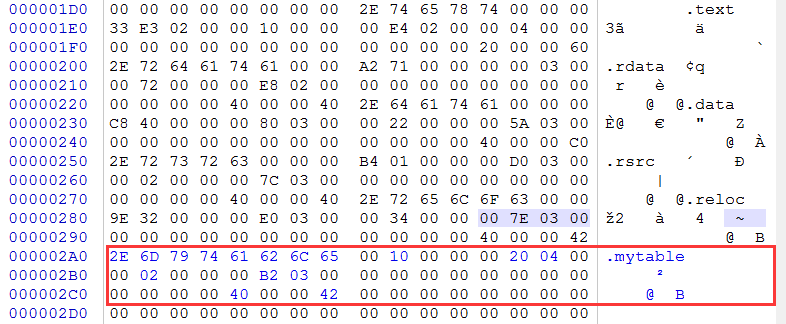 000001D0 00 00 00 00 00 00 00 00 2E 74 65 78 74 00 00 00 .text
000001E0 33 E3 02 00 00 10 00 00 00 E4 02 00 00 04 00 00 3ã ä
000001F0 00 00 00 00 00 00 00 00 00 00 00 00 20 00 00 60 `
00000200 2E 72 64 61 74 61 00 00 A2 71 00 00 00 00 03 00 .rdata ¢q
00000210 00 72 00 00 00 E8 02 00 00 00 00 00 00 00 00 00 r è
00000220 00 00 00 00 40 00 00 40 2E 64 61 74 61 00 00 00 @ @.data
00000230 C8 40 00 00 00 80 03 00 00 22 00 00 00 5A 03 00 È@ € " Z
00000240 00 00 00 00 00 00 00 00 00 00 00 00 40 00 00 C0 @ À
00000250 2E 72 73 72 63 00 00 00 B4 01 00 00 00 D0 03 00 .rsrc ´ Ð
00000260 00 02 00 00 00 7C 03 00 00 00 00 00 00 00 00 00 |
00000270 00 00 00 00 40 00 00 40 2E 72 65 6C 6F 63 00 00 @ @.reloc
00000280 9E 32 00 00 00 E0 03 00 00 34 00 00 00 7E 03 00 ž2 à 4 ~
00000290 00 00 00 00 00 00 00 00 00 00 00 00 40 00 00 42 @ B
000002A0 2E 6D 79 74 61 62 6C 65 00 10 00 00 00 20 04 00 .mytable
000002B0 00 02 00 00 00 B2 03 00 00 00 00 00 00 00 00 00 ²
000002C0 00 00 00 00 40 00 00 42 00 00 00 00 00 00 00 00 @ B
000002D0 00 00 00 00 00 00 00 00 00 00 00 00 00 00 00 00